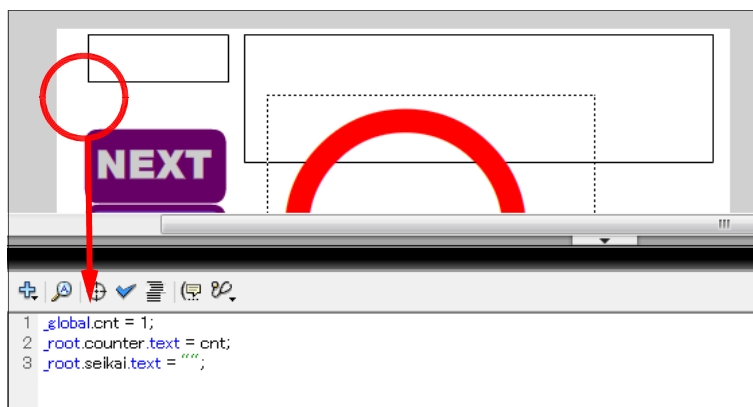 NEXT
1 _global.cnt = 1;
2 _root.counter.text = cnt;
3 _root.seikai.text = "";